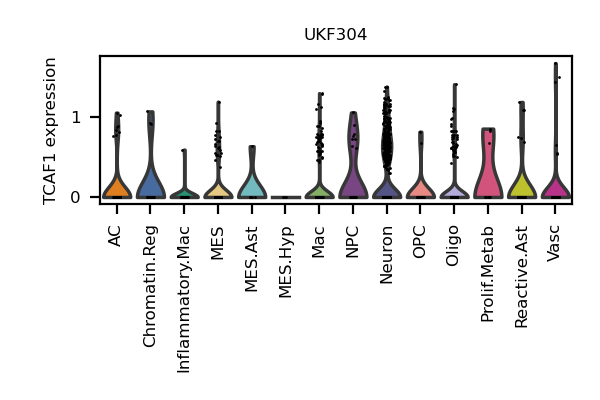 UKF304
TCAF1 expression
1
0
AC
Chromatin.Reg
Inflammatory.Mac
MES
MES.Ast
MES.Hyp
Mac
NPC
Neuron
OPC
Oligo
Prolif.Metab
Reactive.Ast
Vasc